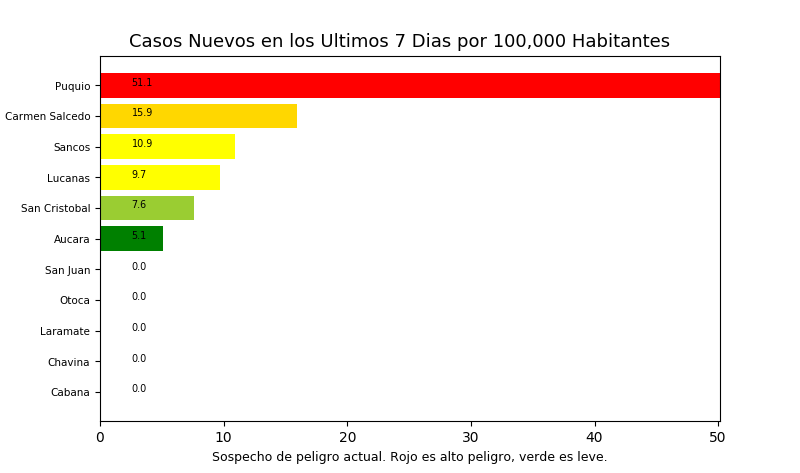 Casos Nuevos en los Ultimos 7 Dias por 100,000 Habitantes
Puquio 51.1
Carmen Salcedo 15.9
Sancos 10.9
Lucanas 9.7
San Cristobal 7.6
Aucara 5.1
San Juan 0.0
Otoca 0.0
Laramate 0.0
Chavina 0.0
Cabana 0.0
0 10 20 30 40 50
Sospecho de peligro actual. Rojo es alto peligro, verde es leve.